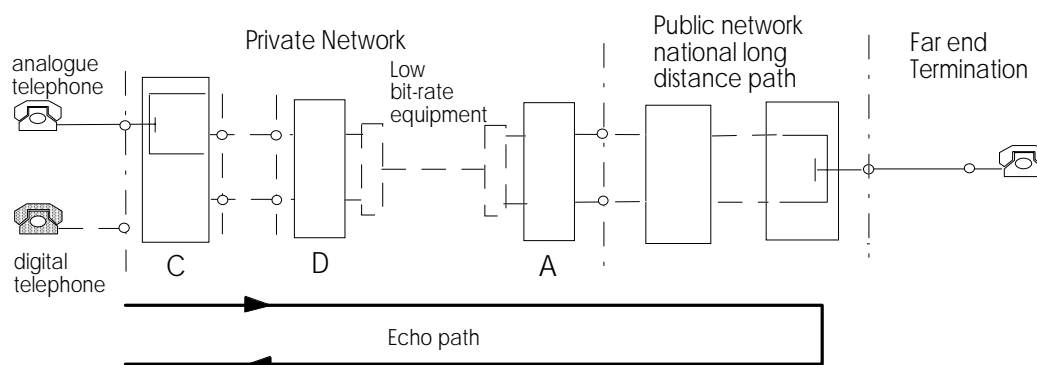 Private Network
Public network
national long
distance path
Far end
Termination
analogue
telephone
Low
bit-rate
equipment
digital
telephone
C
D
A
Echo path